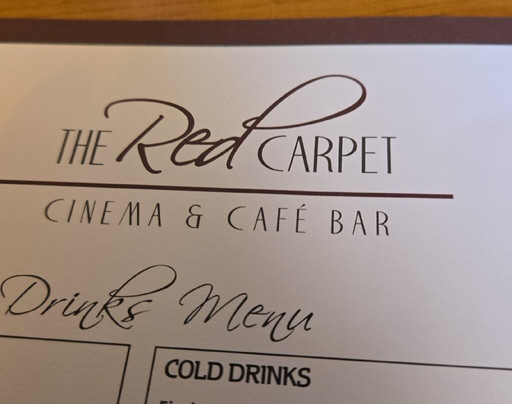 THE Red CARPET
CINEMA & CAFÉ BAR
Drinks Menu
COLD DRINKS